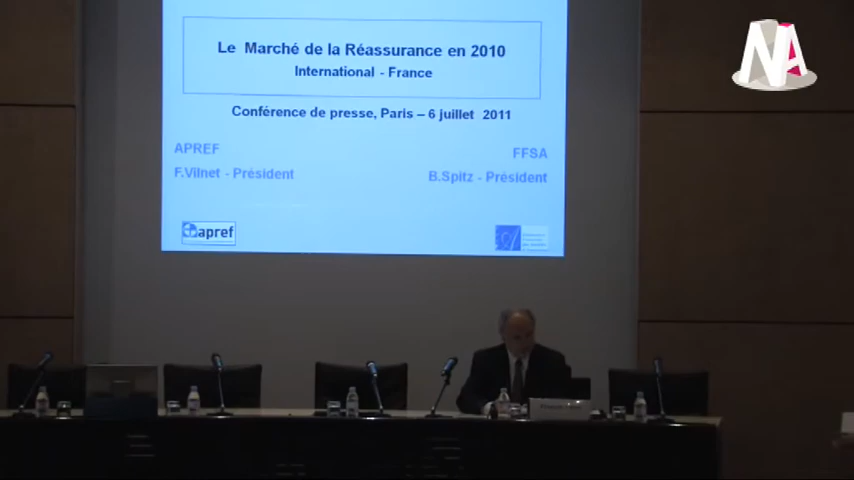 NA
Le Marché de la Réassurance en 2010
International - France
Conférence de presse, Paris – 6 juillet 2011
APREF
FFSA
F.Vilnet - Président
B.Spitz - Président
apref